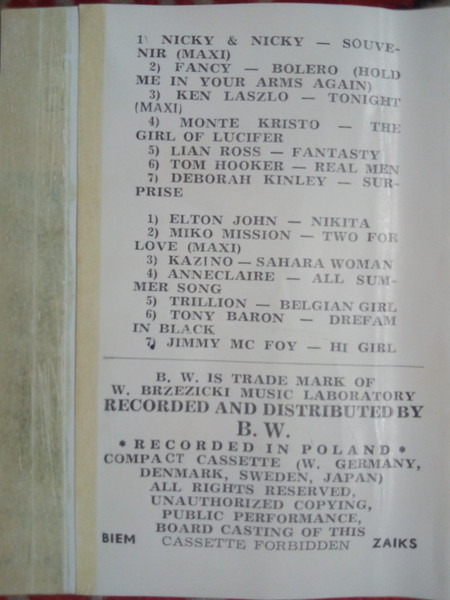 1) NICKY & NICKY — SOUVE-
NIR (MAXI)
2) FANCY — BOLERO (HOLD
ME IN YOUR ARMS AGAIN)
3) KEN LASZLO — TONIGHT
(MAXI)
4) MONTE KRISTO — THE
GIRL OF LUCIFER
5) LIAN ROSS — FANTASTY
6) TOM HOOKER — REAL MEN
7) DEBORAH KINLEY — SUR-
PRISE
1) ELTON JOHN — NIKITA
2) MIKO MISSION — TWO FOR
LOVE (MAXI)
3) KAZINO — SAHARA WOMAN
4) ANNECLAIRE — ALL SUM-
MER SONG
5) TRILLION — BELGIAN GIRL
6) TONY BARON — DREFAM
IN BLACK
7) JIMMY MC FOY — HI GIRL
B. W. IS TRADE MARK OF
W. BRZEZICKI MUSIC LABORATORY
RECORDED AND DISTRIBUTED BY
B. W.
* RECORDED IN POLAND *
COMPACT CASSETTE (W. GERMANY,
DENMARK, SWEDEN, JAPAN)
ALL RIGHTS RESERVED,
UNAUTHORIZED COPYING,
PUBLIC PERFORMANCE,
BOARD CASTING OF THIS
BIEM CASSETTE FORBIDDEN ZAIKS